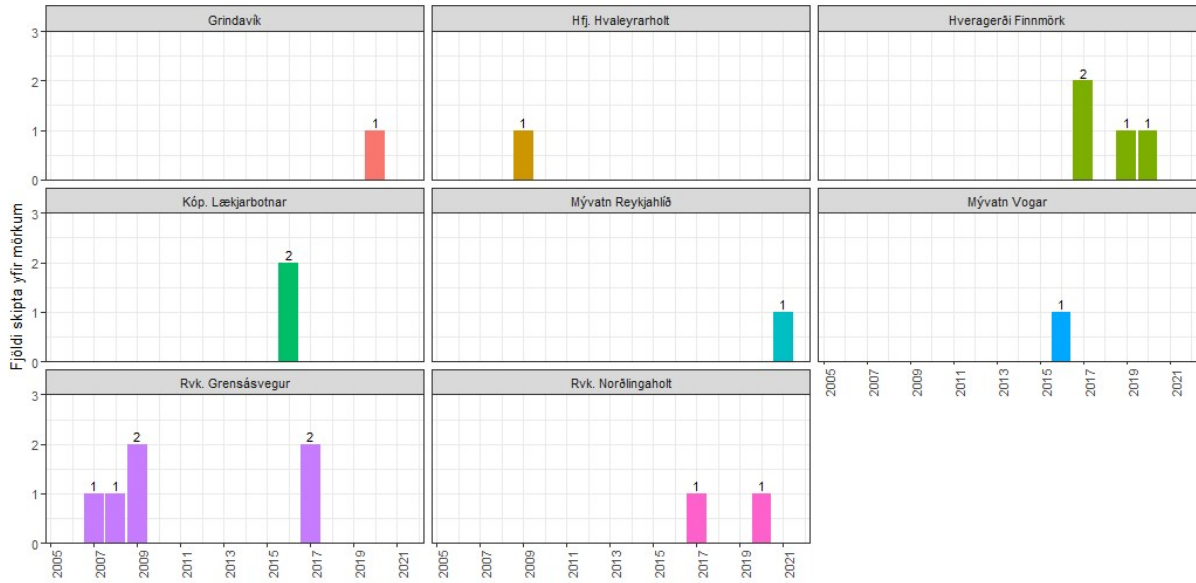 Fjöldi skipta yfir mörkum
Grindavík
3
2
1
0
1
Hfj. Hvaleyrarholt
1
Hveragerði Finnmörk
2
1
1
Kóp. Lækjarbotnar
3
2
1
0
2
Mývatn Reykjahlíð
1
Mývatn Vogar
1
2005 2007 2009 2011 2013 2015 2017 2019 2021
Rvk. Grensásvegur
3
2
1
0
1
1
2
2
2005 2007 2009 2011 2013 2015 2017 2019 2021
Rvk. Norðlingaholt
1
1
2005 2007 2009 2011 2013 2015 2017 2019 2021